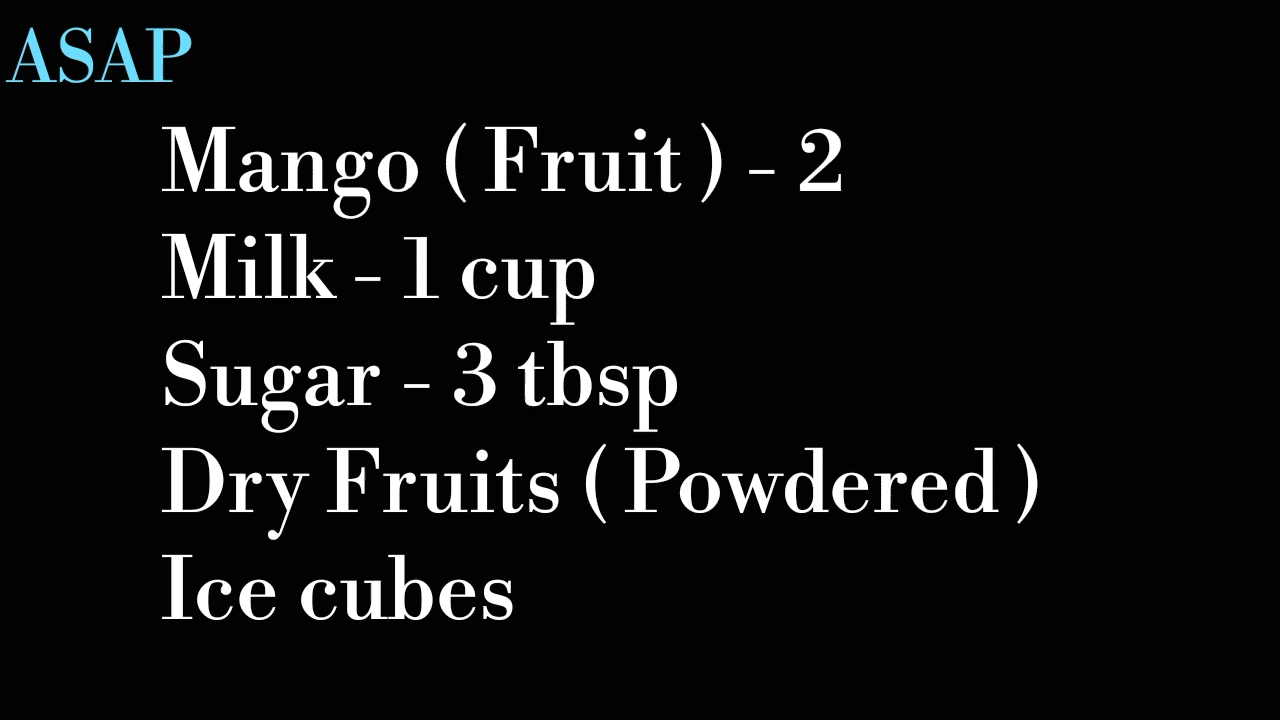 ASAP
Mango ( Fruit ) - 2
Milk - 1 cup
Sugar - 3 tbsp
Dry Fruits ( Powdered )
Ice cubes